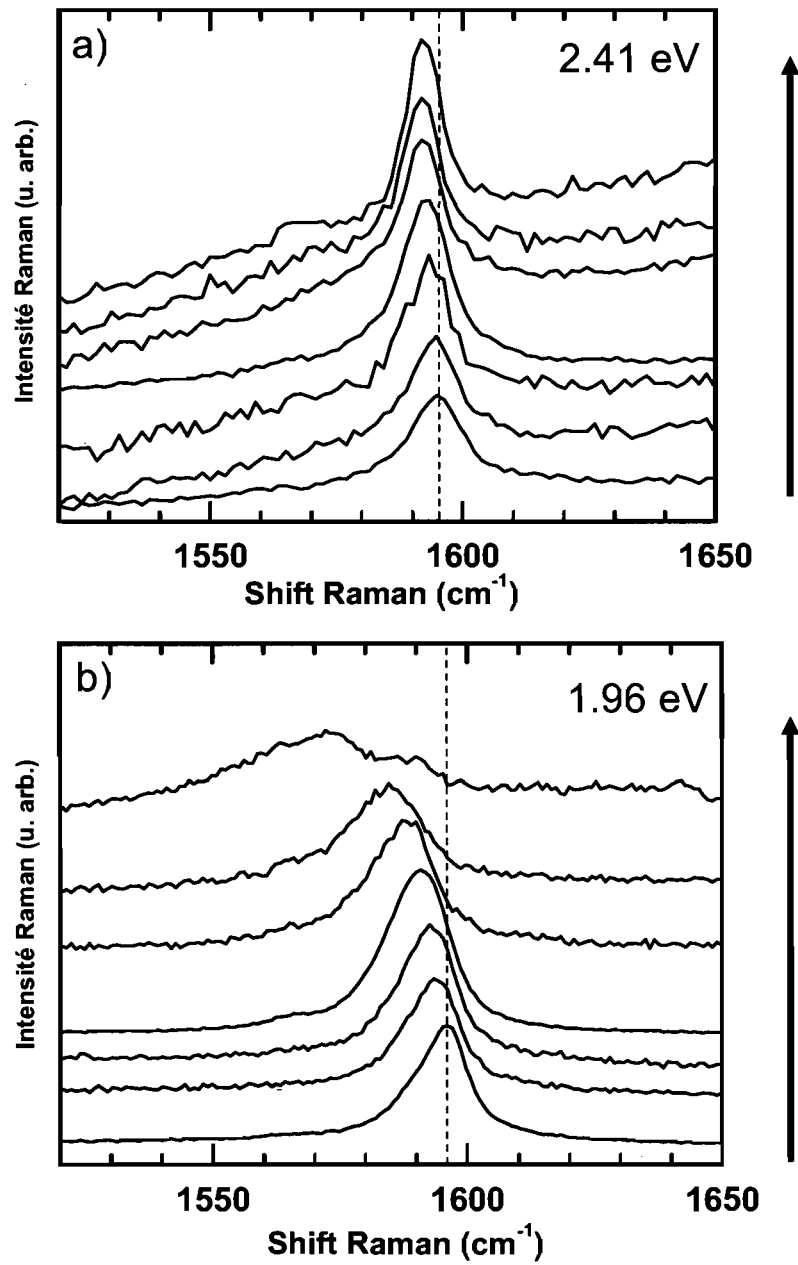 a)
2.41 eV
Intensité Raman (u. arb.)
1550 1600 1650
Shift Raman (cm⁻¹)
b)
1.96 eV
Intensité Raman (u. arb.)
1550 1600 1650
Shift Raman (cm⁻¹)